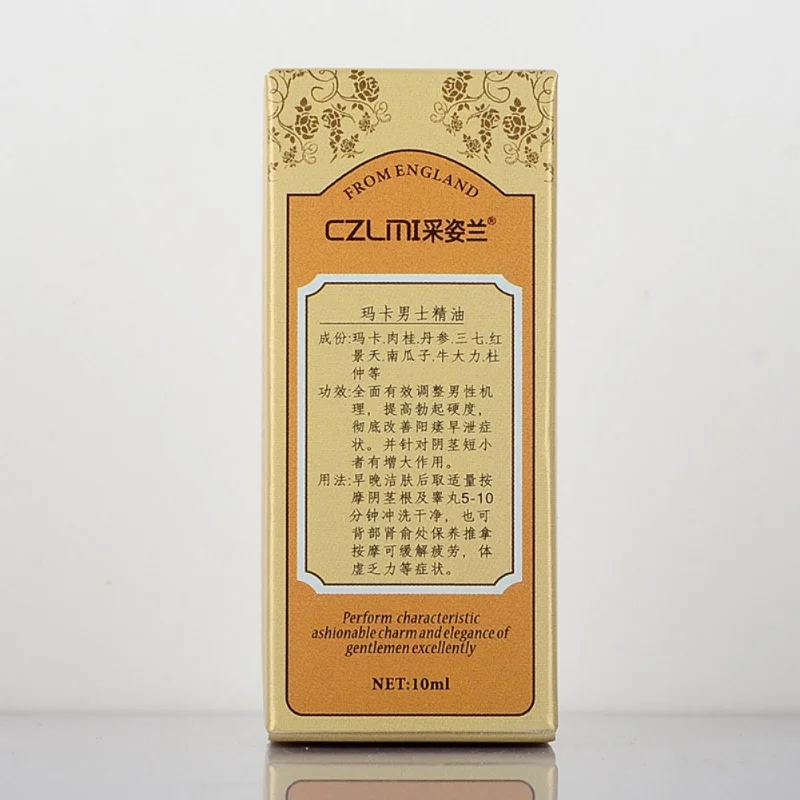 FROM ENGLAND
CZLMI采姿兰®
玛卡男士精油
成份:玛卡.肉桂.丹参.三七.红
景天.南瓜子.牛大力.杜
仲等
功效:全面有效调整男性机
理，提高勃起硬度，
彻底改善阳痿早泄症
状。并针对阴茎短小
者有增大作用。
用法:早晚洁肤后取适量按
摩阴茎根及睾丸5-10
分钟冲洗干净，也可
背部肾俞处保养推拿
按摩可缓解疲劳，体
虚乏力等症状。
Perform characteristic
ashionable charm and elegance of
gentlemen excellently
NET:10ml